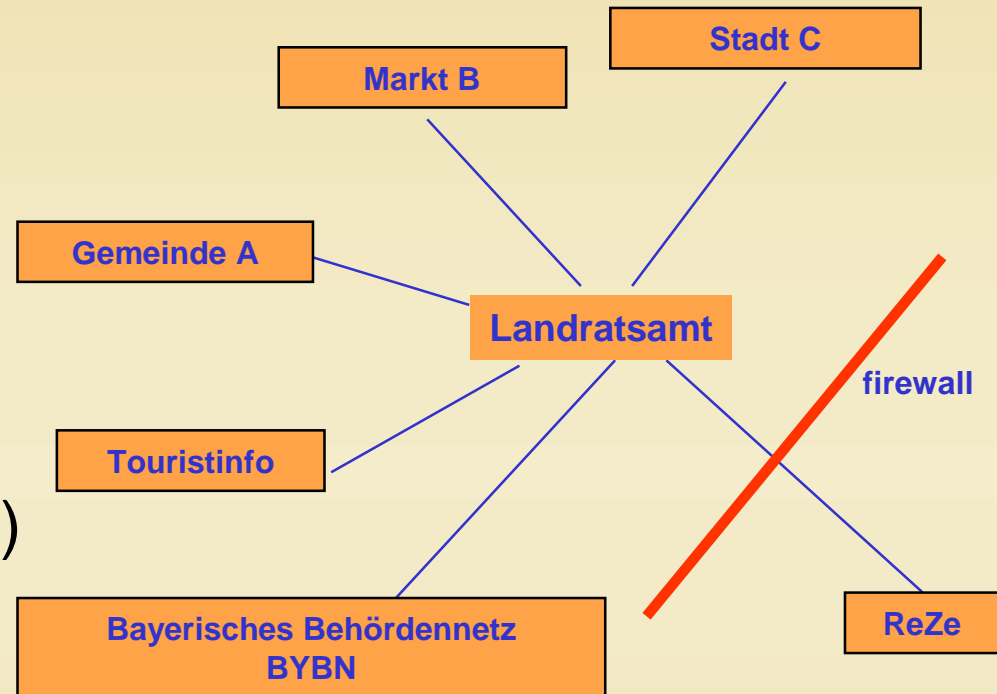 Stadt C
Markt B
Gemeinde A
Landratsamt
firewall
Touristinfo
)
Bayerisches Behördennetz
BYBN
ReZe